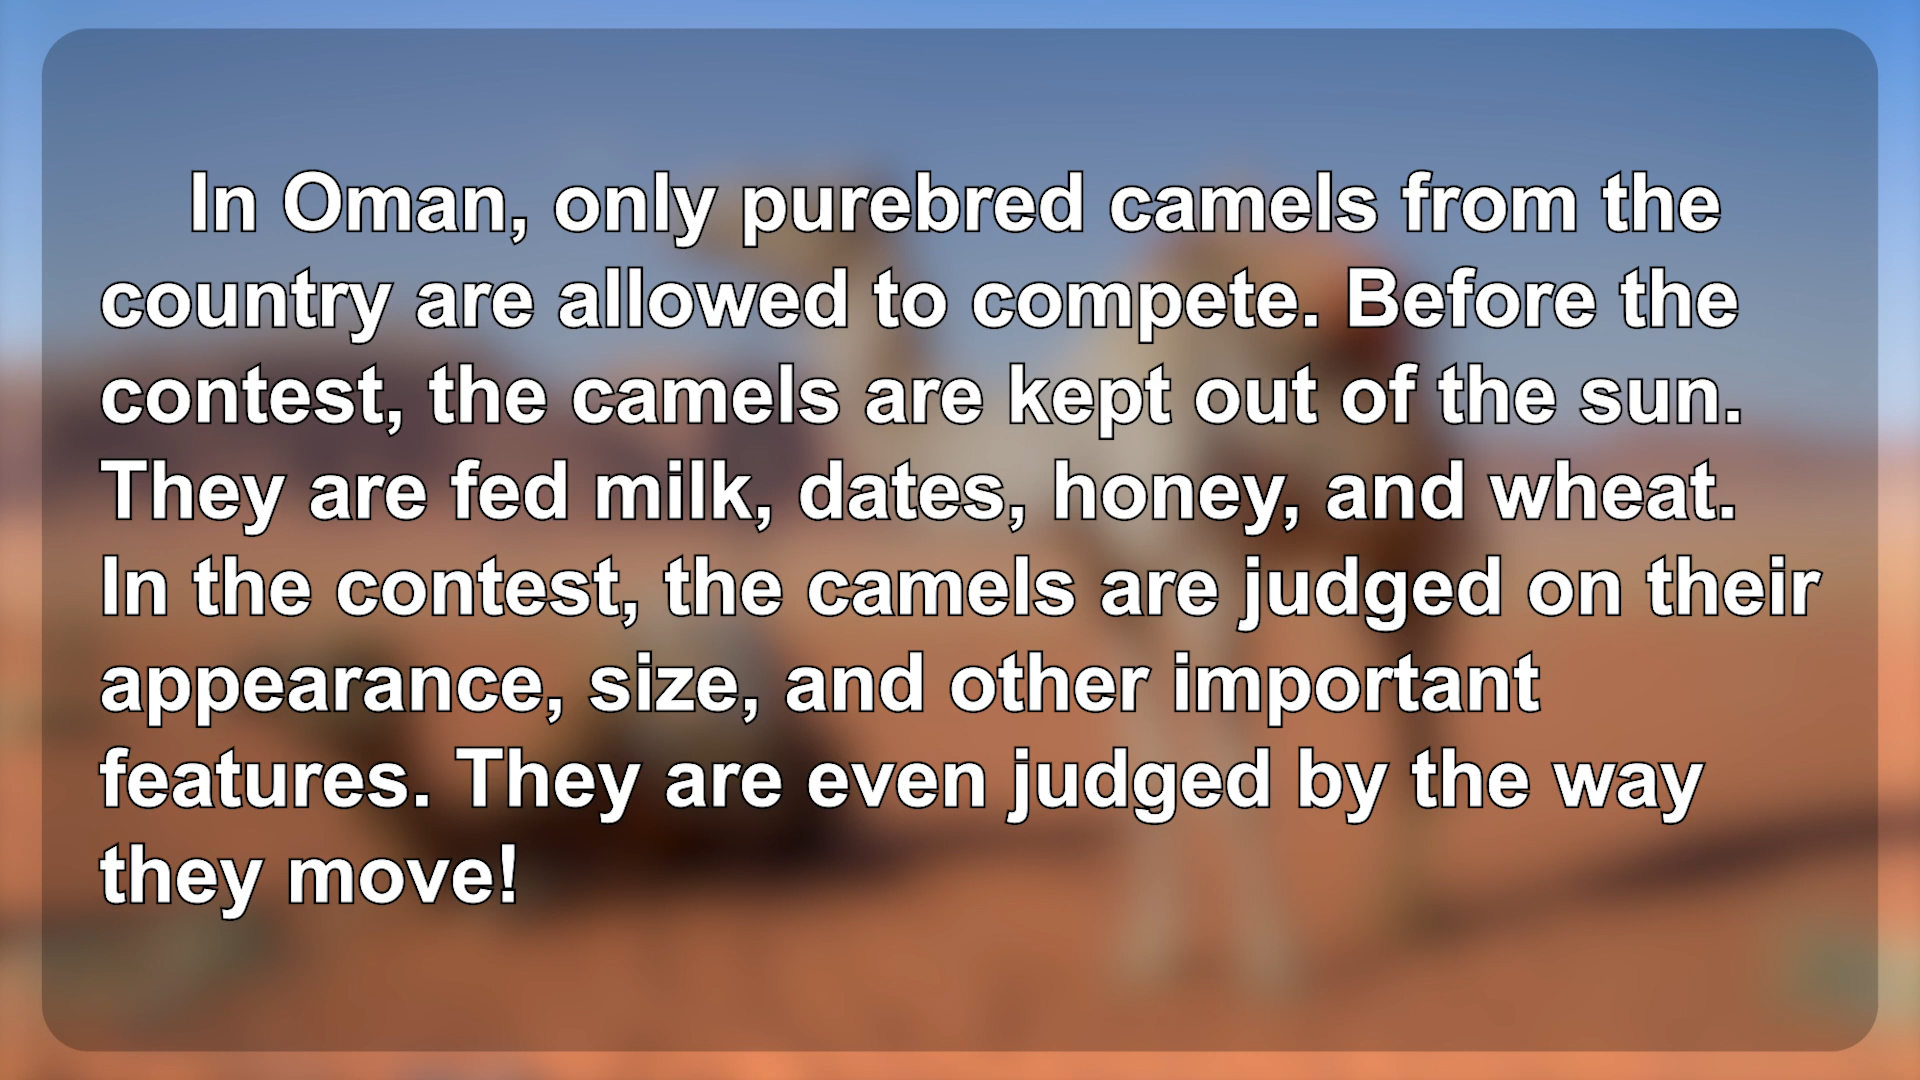 In Oman, only purebred camels from the
country are allowed to compete. Before the
contest, the camels are kept out of the sun.
They are fed milk, dates, honey, and wheat.
In the contest, the camels are judged on their
appearance, size, and other important
features. They are even judged by the way
they move!